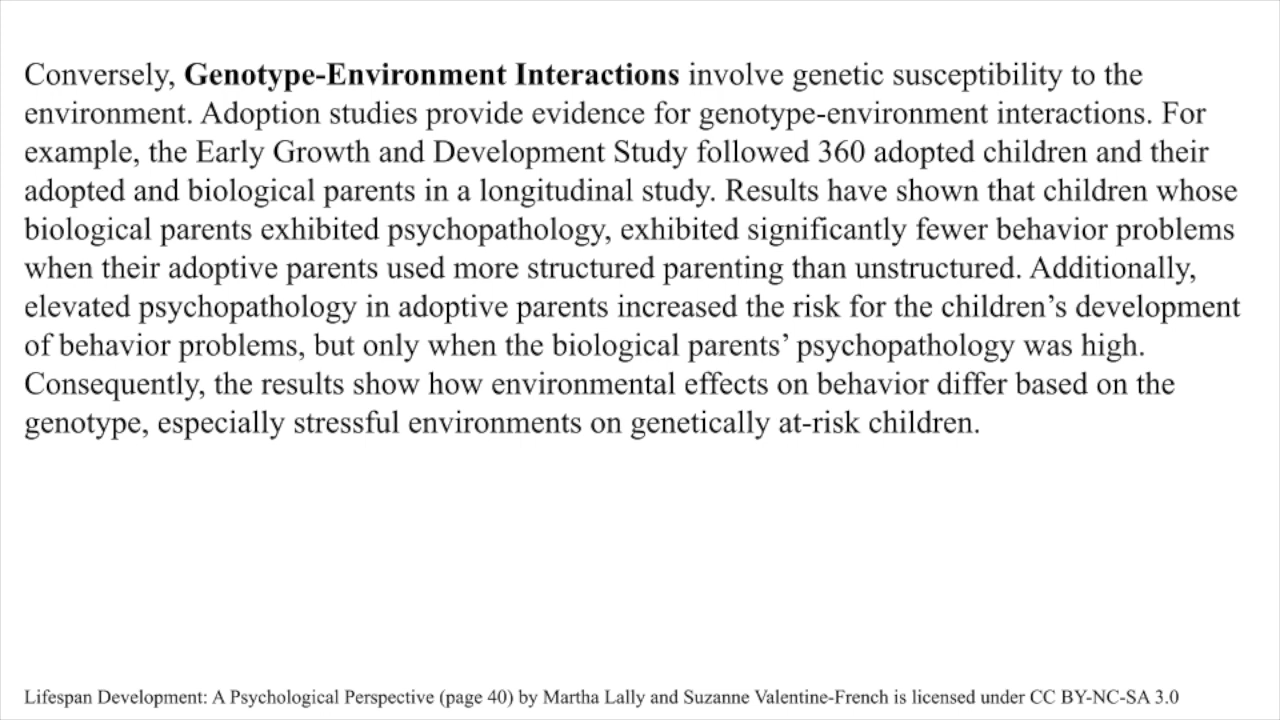 Conversely, Genotype-Environment Interactions involve genetic susceptibility to the
environment. Adoption studies provide evidence for genotype-environment interactions. For
example, the Early Growth and Development Study followed 360 adopted children and their
adopted and biological parents in a longitudinal study. Results have shown that children whose
biological parents exhibited psychopathology, exhibited significantly fewer behavior problems
when their adoptive parents used more structured parenting than unstructured. Additionally,
elevated psychopathology in adoptive parents increased the risk for the children’s development
of behavior problems, but only when the biological parents’ psychopathology was high.
Consequently, the results show how environmental effects on behavior differ based on the
genotype, especially stressful environments on genetically at-risk children.
Lifespan Development: A Psychological Perspective (page 40) by Martha Lally and Suzanne Valentine-French is licensed under CC BY-NC-SA 3.0